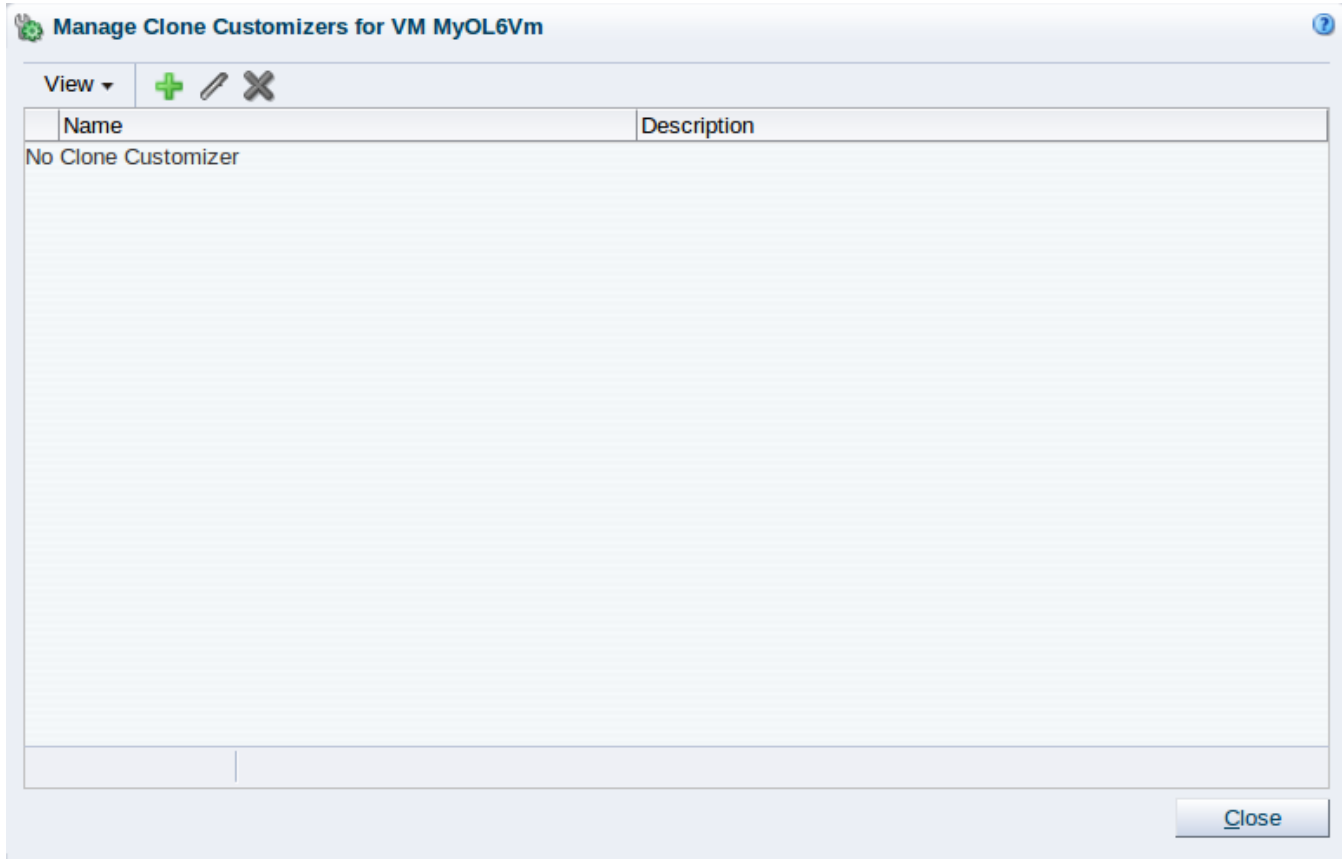 Manage Clone Customizers for VM MyOL6Vm
View
Name Description
No Clone Customizer
Close